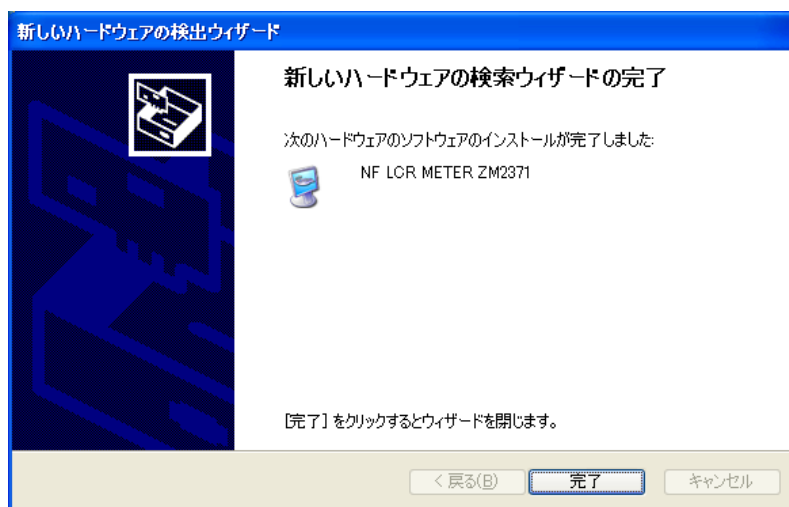 新しいハードウェアの検出ウィザード
新しいハードウェアの検索ウィザードの完了
次のハードウェアのソフトウェアのインストールが完了しました:
NF LCR METER ZM2371
[完了] をクリックするとウィザードを閉じます。
< 戻る(B)
完了
キャンセル